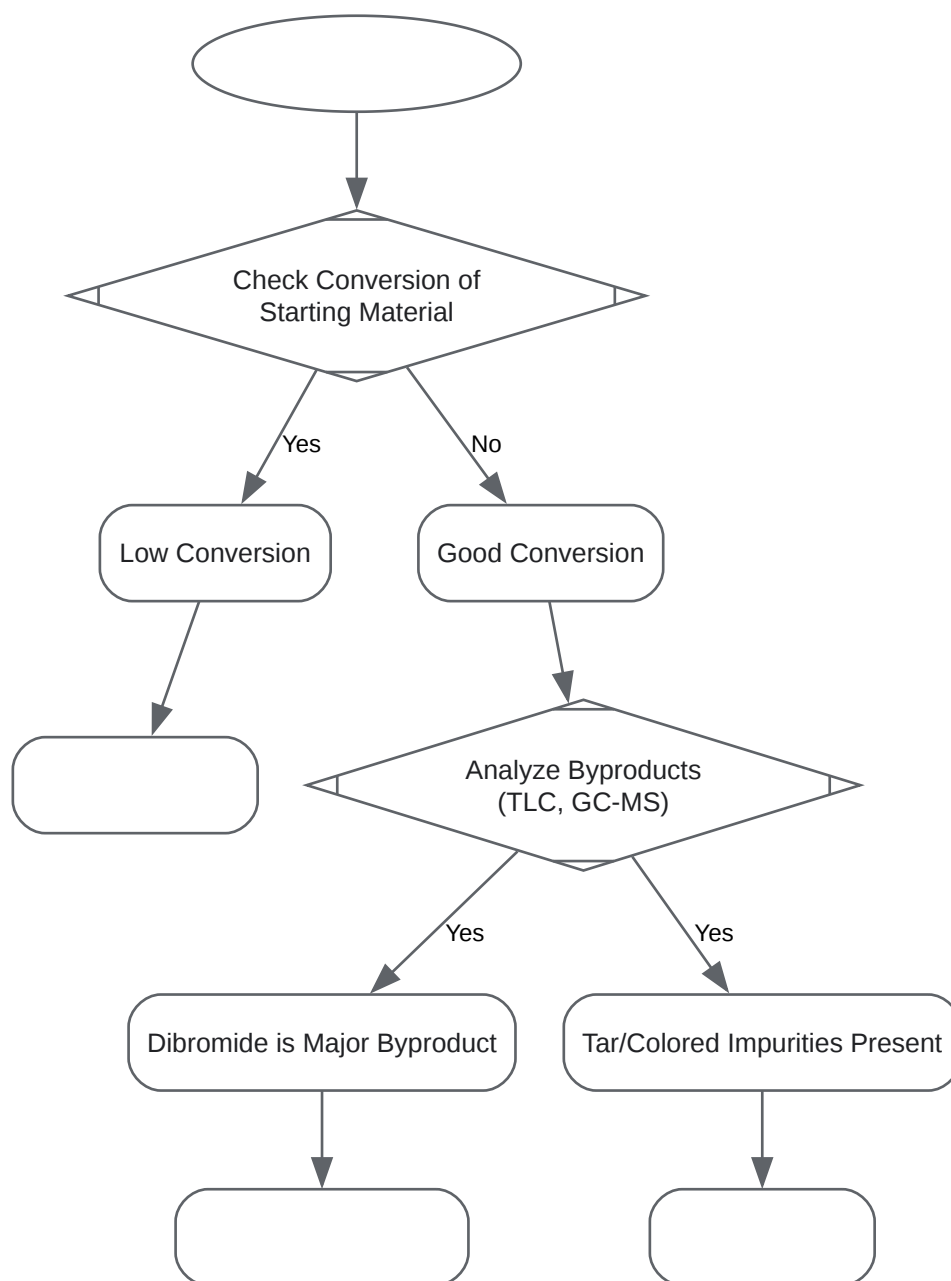 Check Conversion of
Starting Material
Yes
No
Low Conversion
Good Conversion
Analyze Byproducts
(TLC, GC-MS)
Yes
Yes
Dibromide is Major Byproduct
Tar/Colored Impurities Present